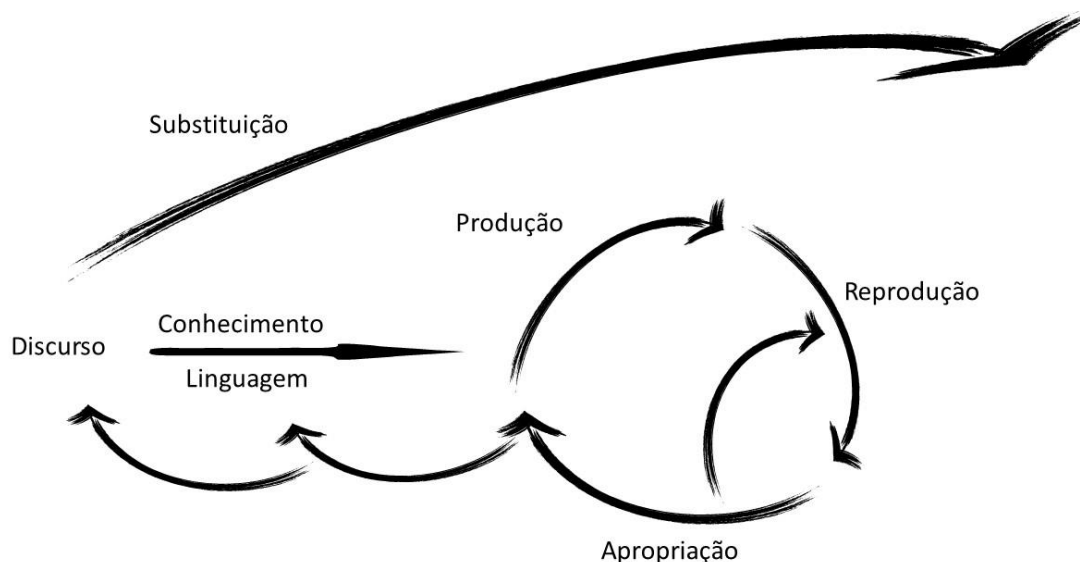 Substituição
Produção
Reprodução
Conhecimento
Discurso
Linguagem
Apropriação